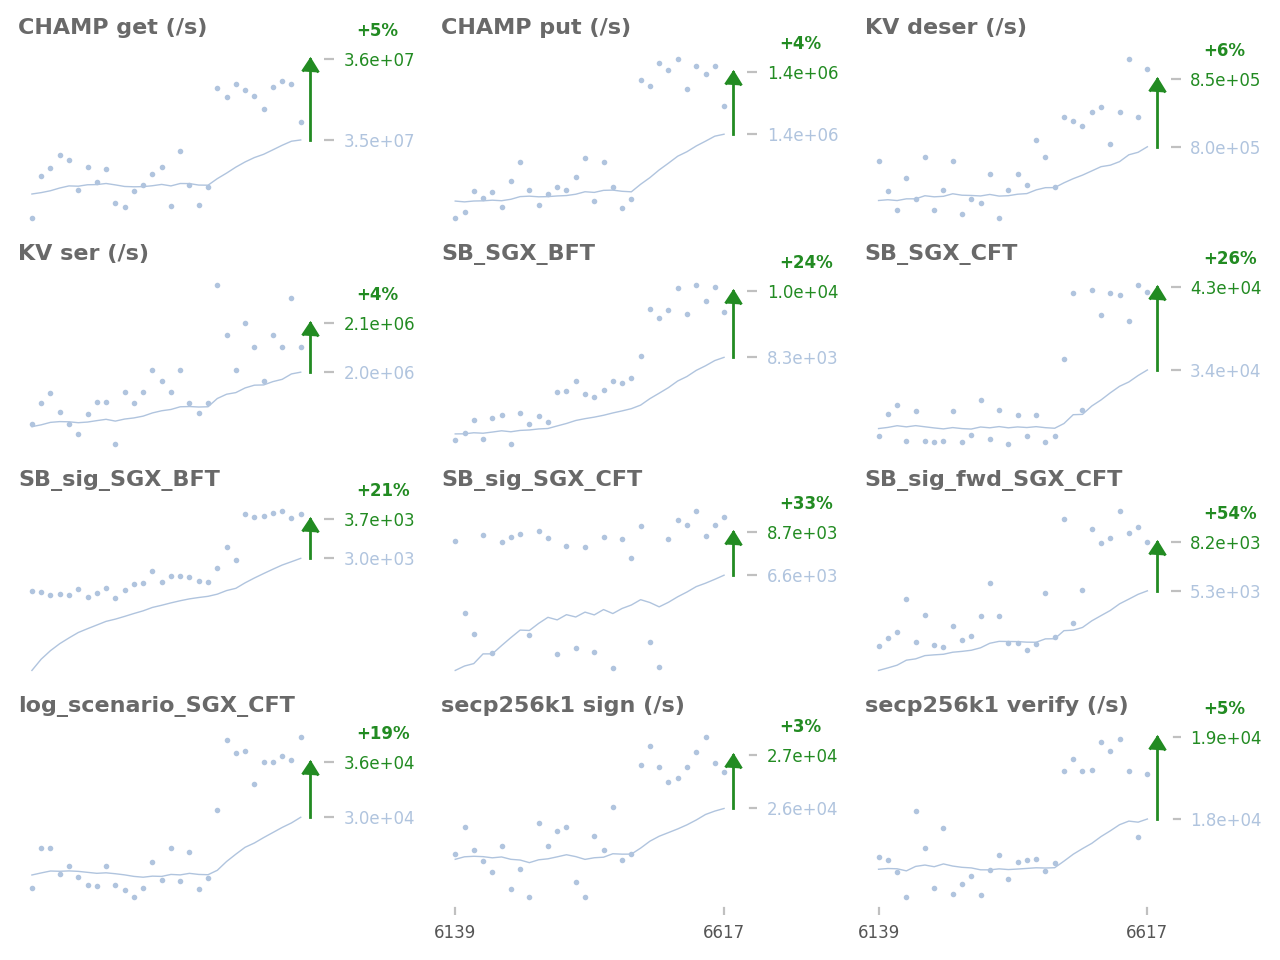 CHAMP get (/s)
+5%
3.6e+07
3.5e+07
CHAMP put (/s)
+4%
1.4e+06
1.4e+06
KV deser (/s)
+6%
8.5e+05
8.0e+05
KV ser (/s)
+4%
2.1e+06
2.0e+06
SB_SGX_BFT
+24%
1.0e+04
8.3e+03
SB_SGX_CFT
+26%
4.3e+04
3.4e+04
SB_sig_SGX_BFT
+21%
3.7e+03
3.0e+03
SB_sig_SGX_CFT
+33%
8.7e+03
6.6e+03
SB_sig_fwd_SGX_CFT
+54%
8.2e+03
5.3e+03
log_scenario_SGX_CFT
+19%
3.6e+04
3.0e+04
secp256k1 sign (/s)
+3%
2.7e+04
2.6e+04
6139
6617
secp256k1 verify (/s)
+5%
1.9e+04
1.8e+04
6139
6617